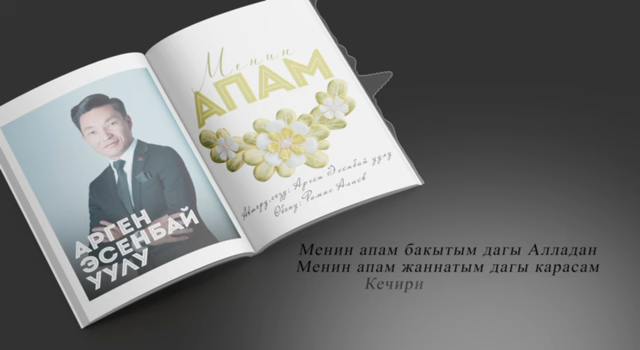 АРГЕН
ЭСЕНБАЙ
УУЛУ
Менин
АПАМ
Аткаруучу: Арген Эсенбай уулу
Обону: Рамис Алиев
Менин апам бакытым дагы Алладан
Менин апам жаннатым дагы карасам
Кечири